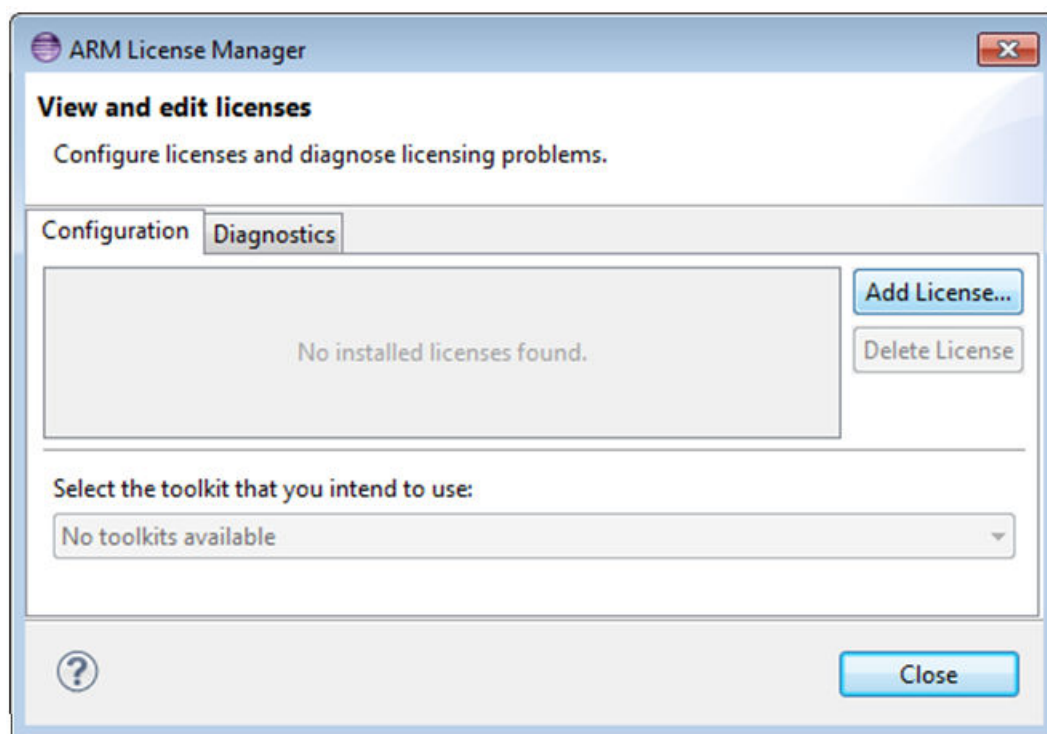 ARM License Manager
View and edit licenses
Configure licenses and diagnose licensing problems.
Configuration
Diagnostics
No installed licenses found.
Add License...
Delete License
Select the toolkit that you intend to use:
No toolkits available
?
Close